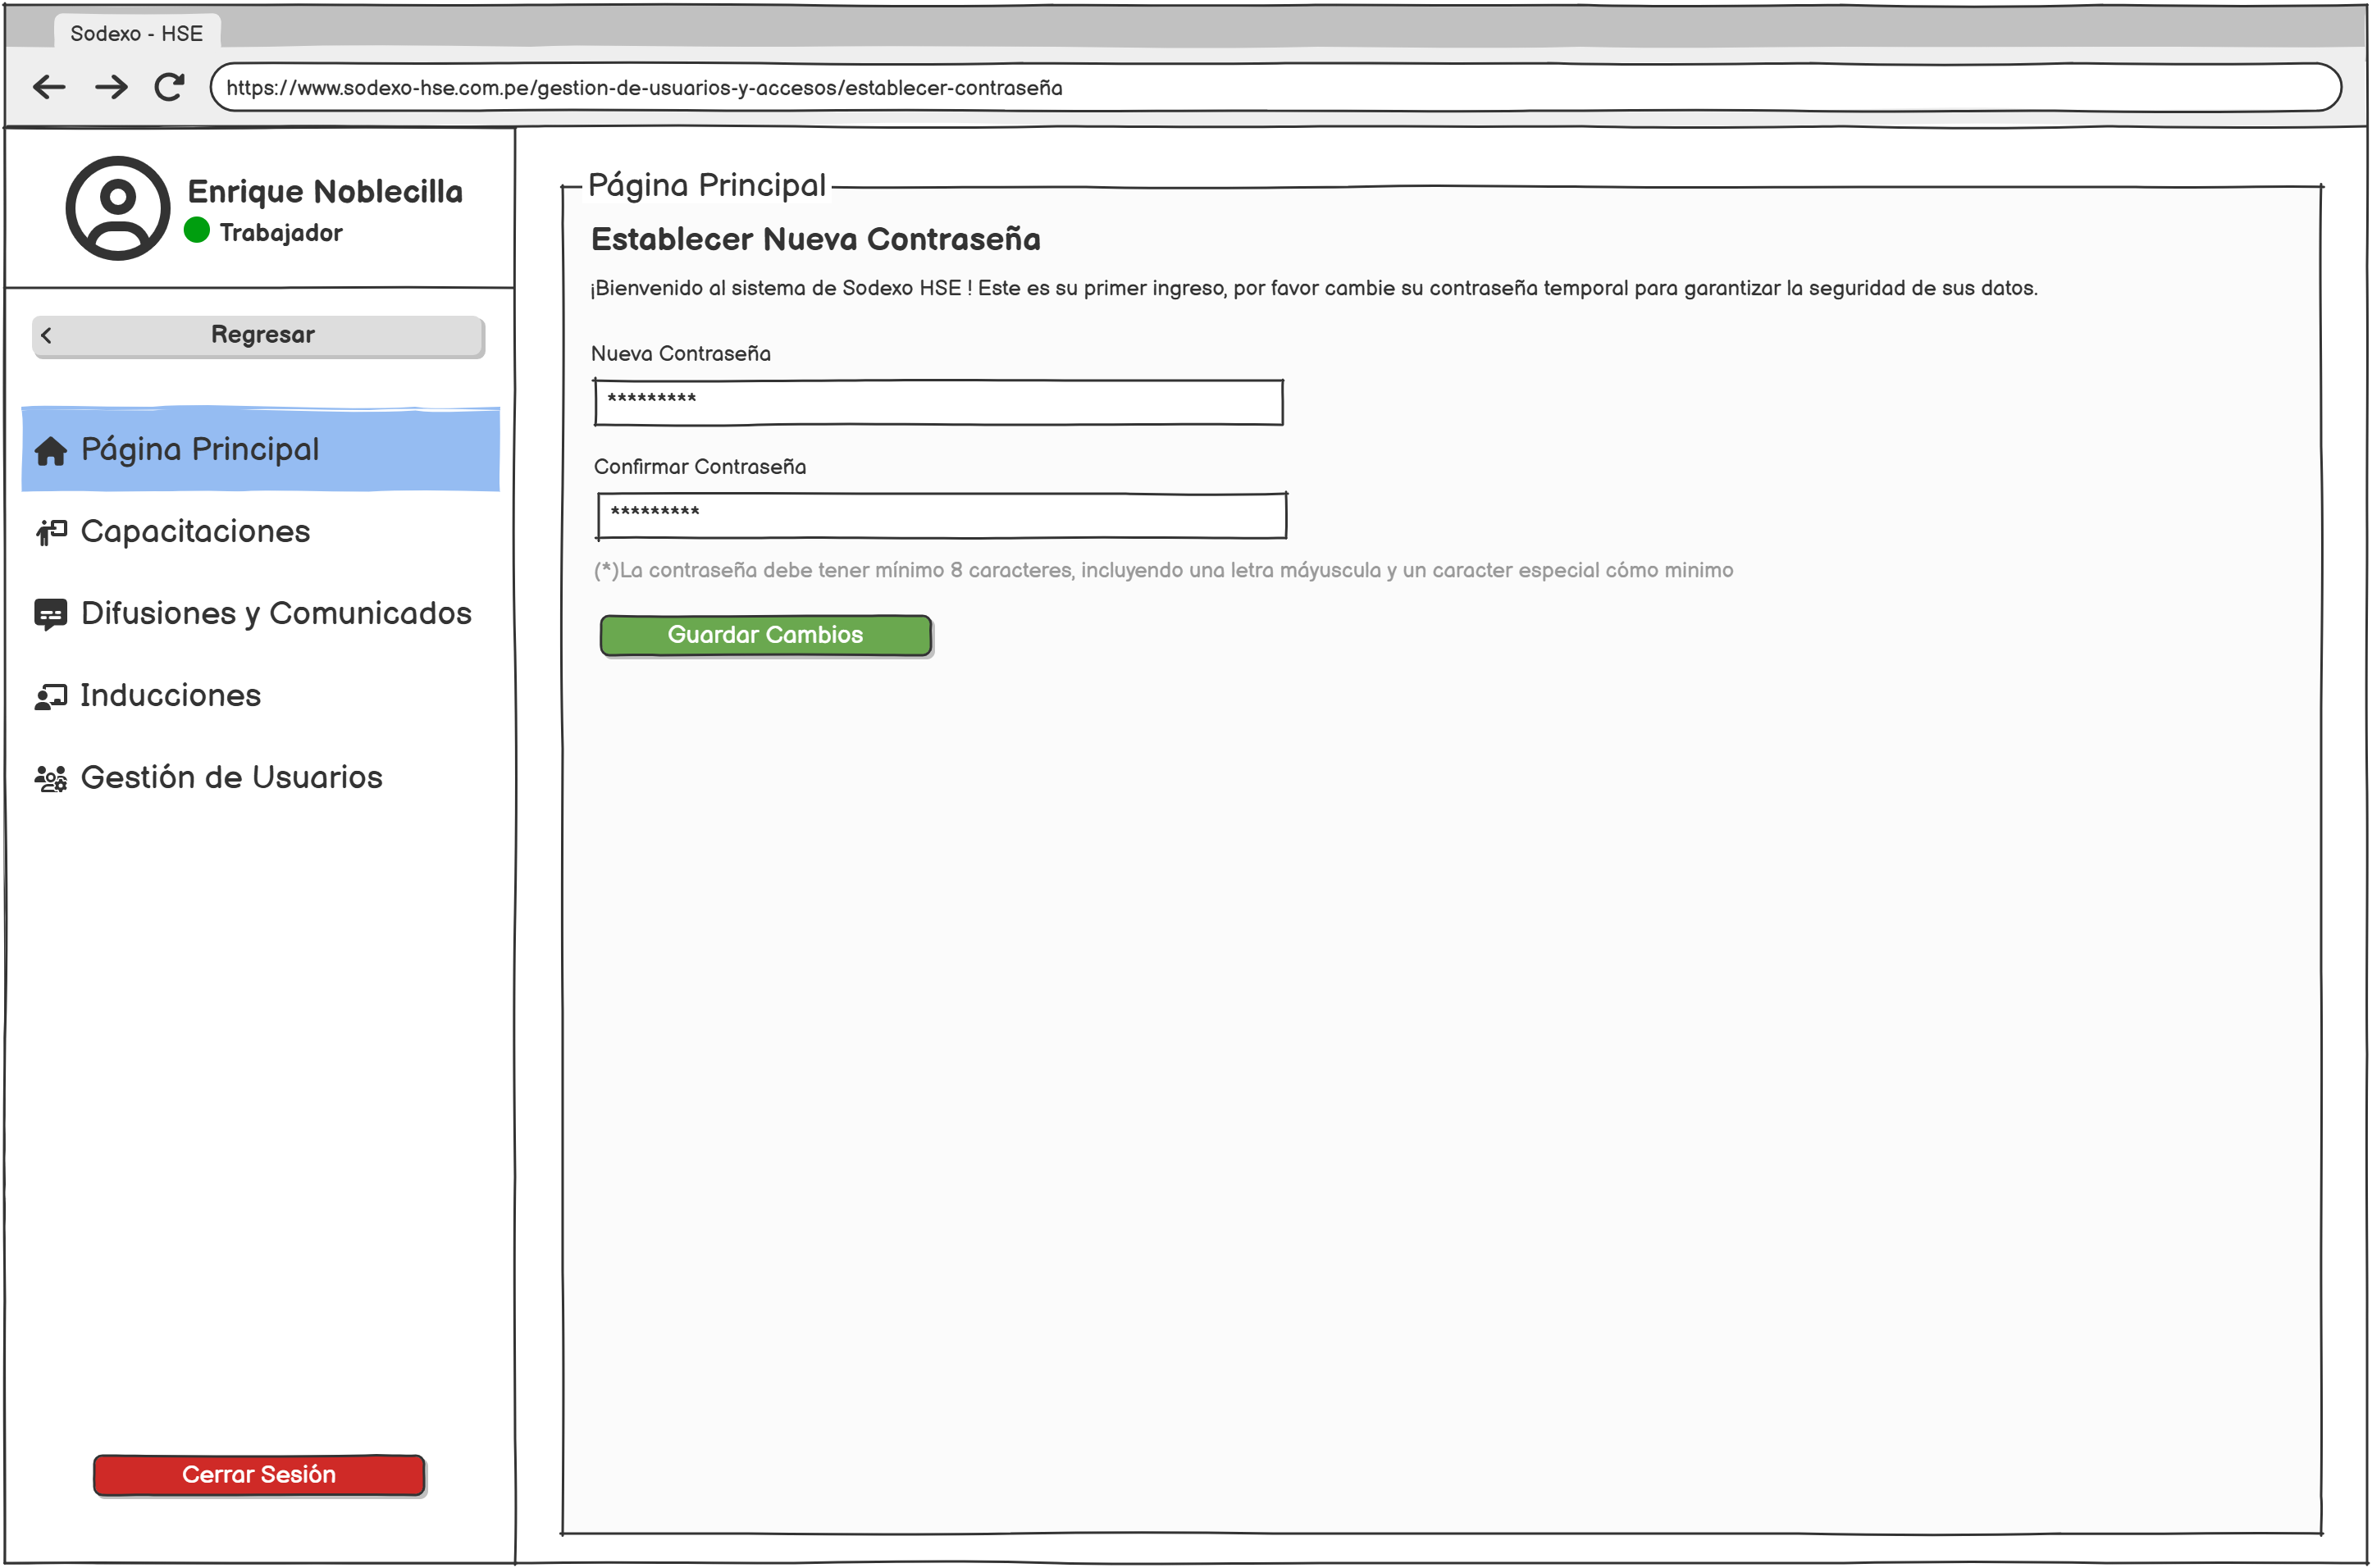 Sodexo - HSE
https://www.sodexo-hse.com.pe/gestion-de-usuarios-y-accesos/establecer-contraseña
Enrique Noblecilla
Trabajador
Regresar
Página Principal
Capacitaciones
Difusiones y Comunicados
Inducciones
Gestión de Usuarios
Cerrar Sesión
Página Principal
Establecer Nueva Contraseña
¡Bienvenido al sistema de Sodexo HSE ! Este es su primer ingreso, por favor cambie su contraseña temporal para garantizar la seguridad de sus datos.
Nueva Contraseña
*********
Confirmar Contraseña
*********
(*)La contraseña debe tener mínimo 8 caracteres, incluyendo una letra máyuscula y un caracter especial cómo minimo
Guardar Cambios